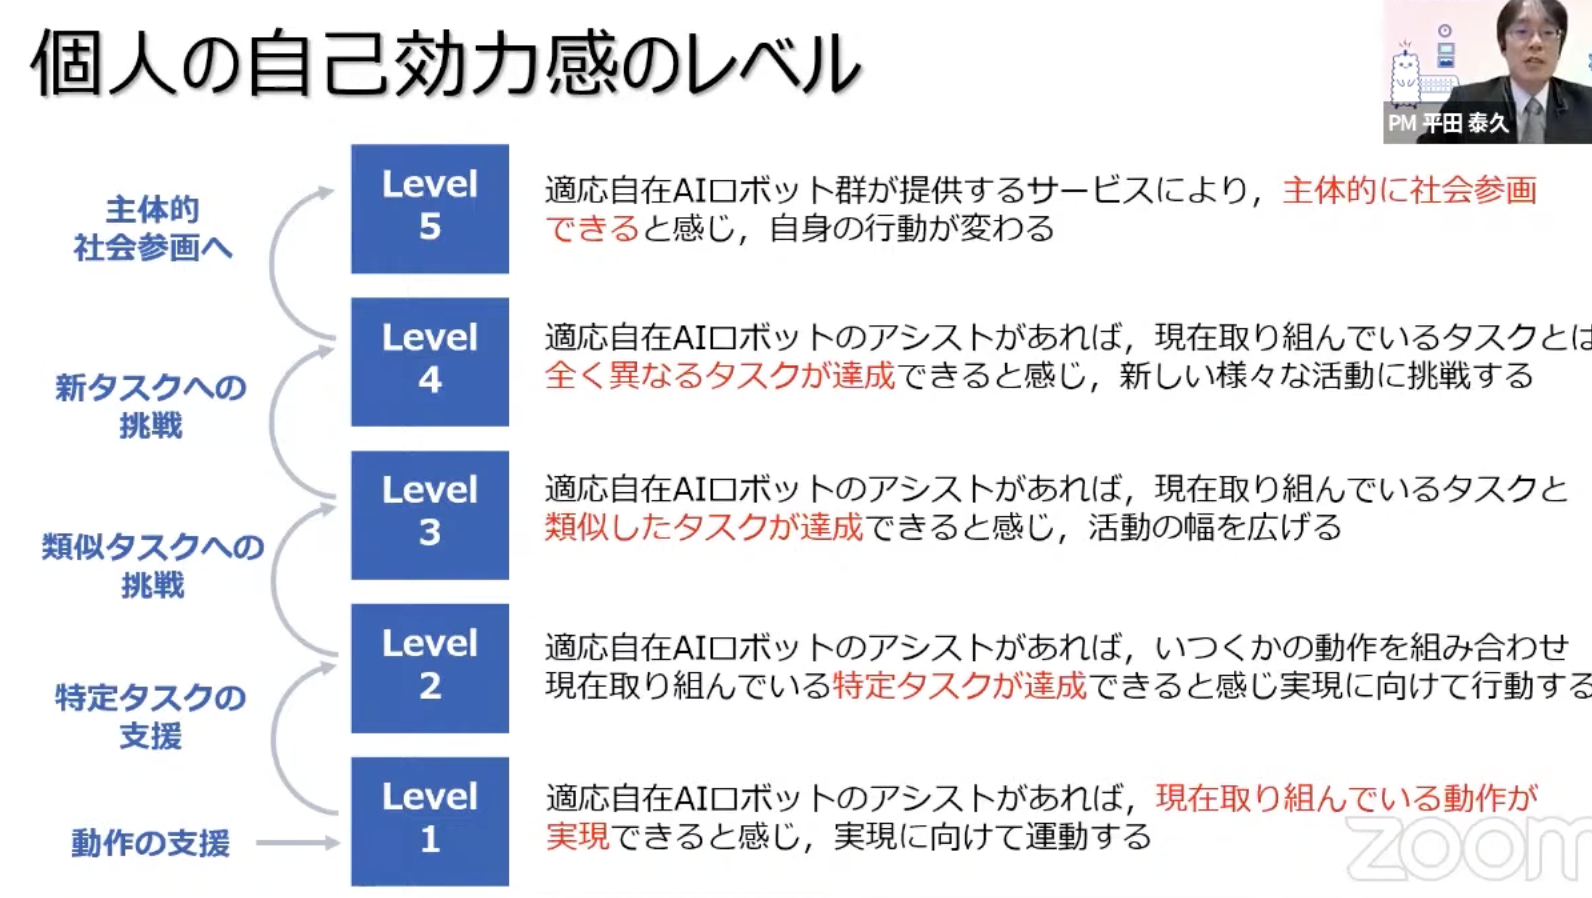 個人の自己効力感のレベル
PM 平田 泰久
主体的
社会参画へ
Level
5
適応自在AIロボット群が提供するサービスにより，主体的に社会参画
できると感じ，自身の行動が変わる
新タスクへの
挑戦
Level
4
適応自在AIロボットのアシストがあれば，現在取り組んでいるタスクとは
全く異なるタスクが達成できると感じ，新しい様々な活動に挑戦する
類似タスクへの
挑戦
Level
3
適応自在AIロボットのアシストがあれば，現在取り組んでいるタスクと
類似したタスクが達成できると感じ，活動の幅を広げる
特定タスクの
支援
Level
2
適応自在AIロボットのアシストがあれば，いつくかの動作を組み合わせ
現在取り組んでいる特定タスクが達成できると感じ実現に向けて行動する
動作の支援
Level
1
適応自在AIロボットのアシストがあれば，現在取り組んでいる動作が
実現できると感じ，実現に向けて運動する
zoom